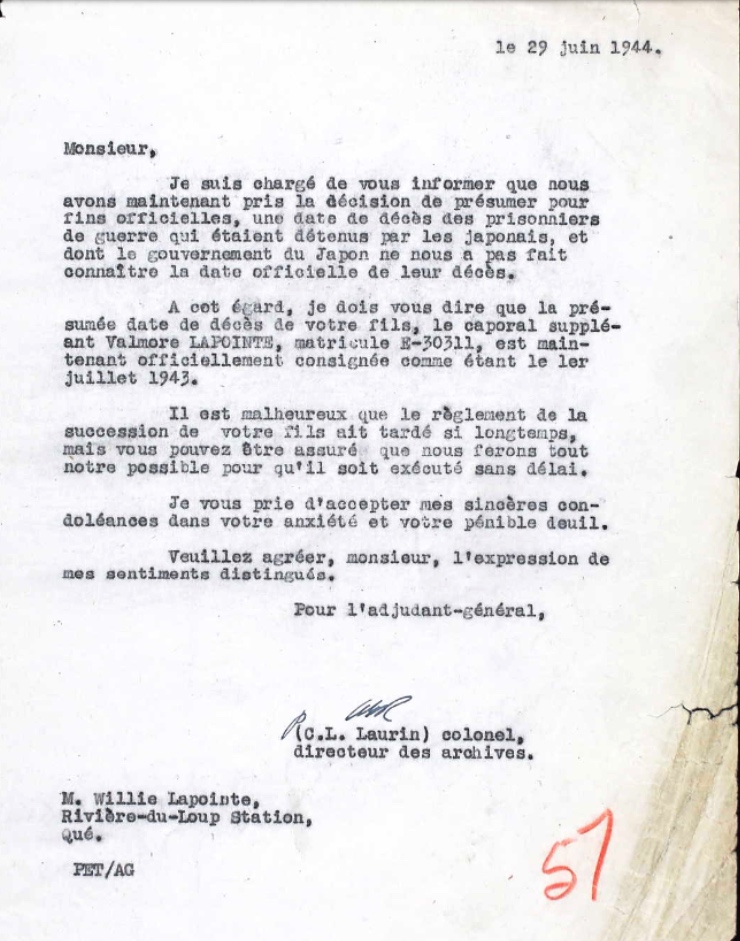 le 29 juin 1944.
Monsieur,
Je suis chargé de vous informer que nous
avons maintenant pris la décision de présumer pour
fins officielles, une date de décès des prisonniers
de guerre qui étaient détenus par les japonais, et
dont le gouvernement du Japon ne nous a pas fait
connaître la date officielle de leur décès.
A cet égard, je dois vous dire que la pré-
sumée date de décès de votre fils, le caporal supplé-
ant Valmore LAPOINTE, matricule E-30311, est main-
tenant officiellement consignée comme étant le 1er
juillet 1943.
Il est malheureux que le règlement de la
succession de votre fils ait tardé si longtemps,
mais vous pouvez être assuré que nous ferons tout
notre possible pour qu'il soit exécuté sans délai.
Je vous prie d'accepter mes sincères con-
doléances dans votre anxiété et votre pénible deuil.
Veuillez agréer, monsieur, l'expression de
mes sentiments distingués.
Pour l'adjudant-général,
(C.L. Laurin) colonel,
directeur des archives.
M. Willie Lapointe,
Rivière-du-Loup Station,
Qué.
PET/AG
57